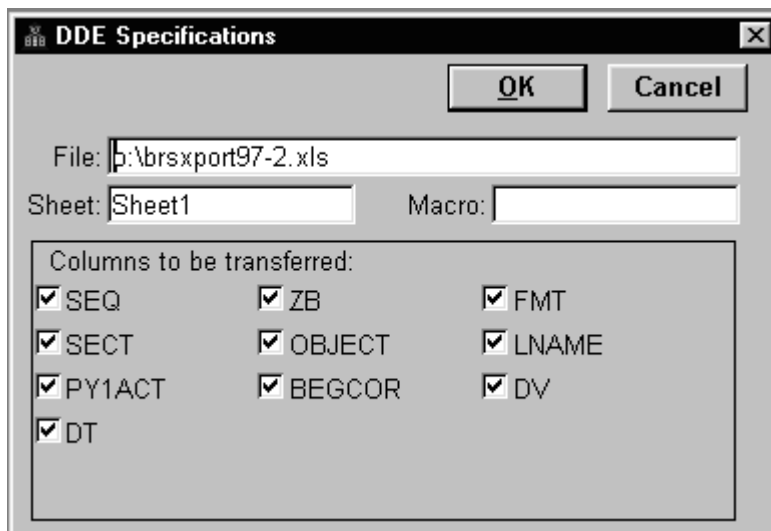 DDE Specifications
OK Cancel
File: b:\brsxport97-2.xls
Sheet: Sheet1 Macro:
Columns to be transferred:
SEQ ZB FMT
SECT OBJECT LNAME
PY1ACT BEGCOR DV
DT